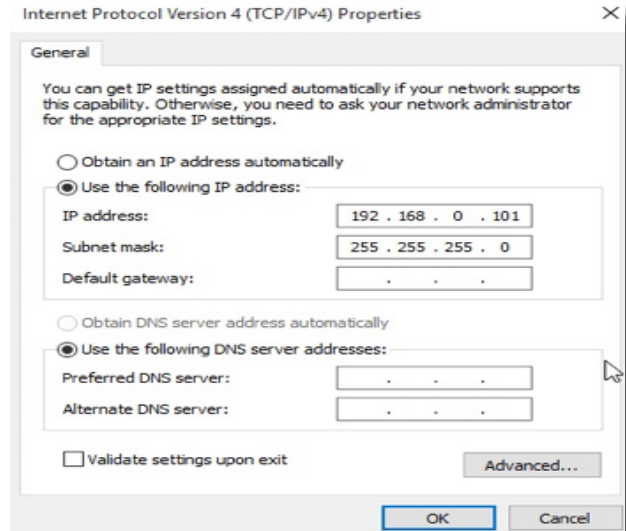 Internet Protocol Version 4 (TCP/IPv4) Properties
General
You can get IP settings assigned automatically if your network supports
this capability. Otherwise, you need to ask your network administrator
for the appropriate IP settings.
Obtain an IP address automatically
Use the following IP address:
IP address: 192 . 168 . 0 . 101
Subnet mask: 255 . 255 . 255 . 0
Default gateway: . . .
Obtain DNS server address automatically
Use the following DNS server addresses:
Preferred DNS server: . . .
Alternate DNS server: . . .
Validate settings upon exit
Advanced...
OK Cancel